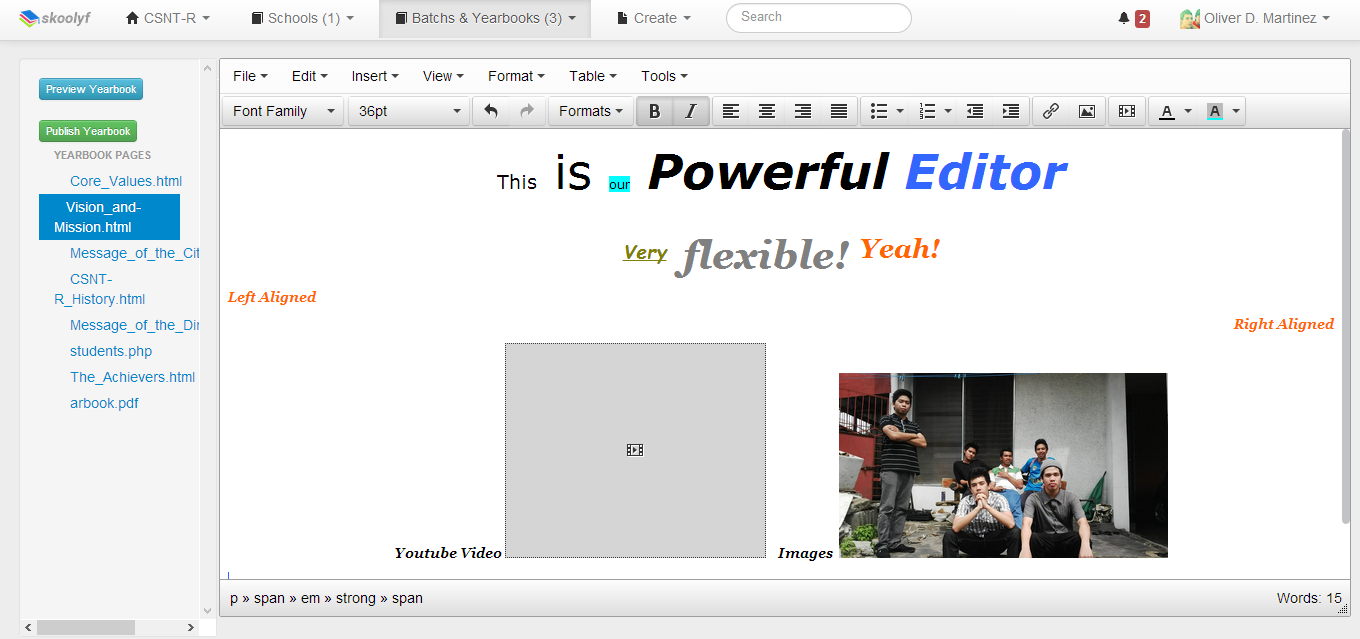 skoolyf CSNT-R Schools (1) Batchs & Yearbooks (3) Create Search 2 Oliver D. Martinez
Preview Yearbook
Publish Yearbook
YEARBOOK PAGES
Core_Values.html
Vision_and-
Mission.html
Message_of_the_Cit
CSNT-
R_History.html
Message_of_the_Dir
students.php
The_Achievers.html
arbook.pdf
File Edit Insert View Format Table Tools
Font Family 36pt Formats B I A A
This is our Powerful Editor
Very flexible! Yeah!
Left Aligned
Right Aligned
Youtube Video Images
p » span » em » strong » span Words: 15